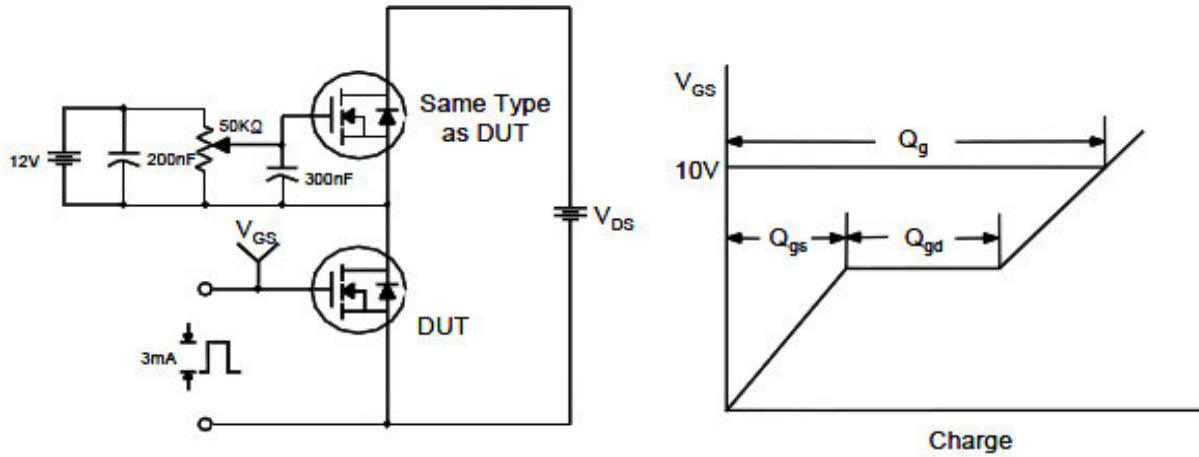 Same Type
as DUT
50KΩ
12V
200nF
300nF
VGS
VDS
DUT
3mA
VGS
Qg
10V
Qgs
Qgd
Charge